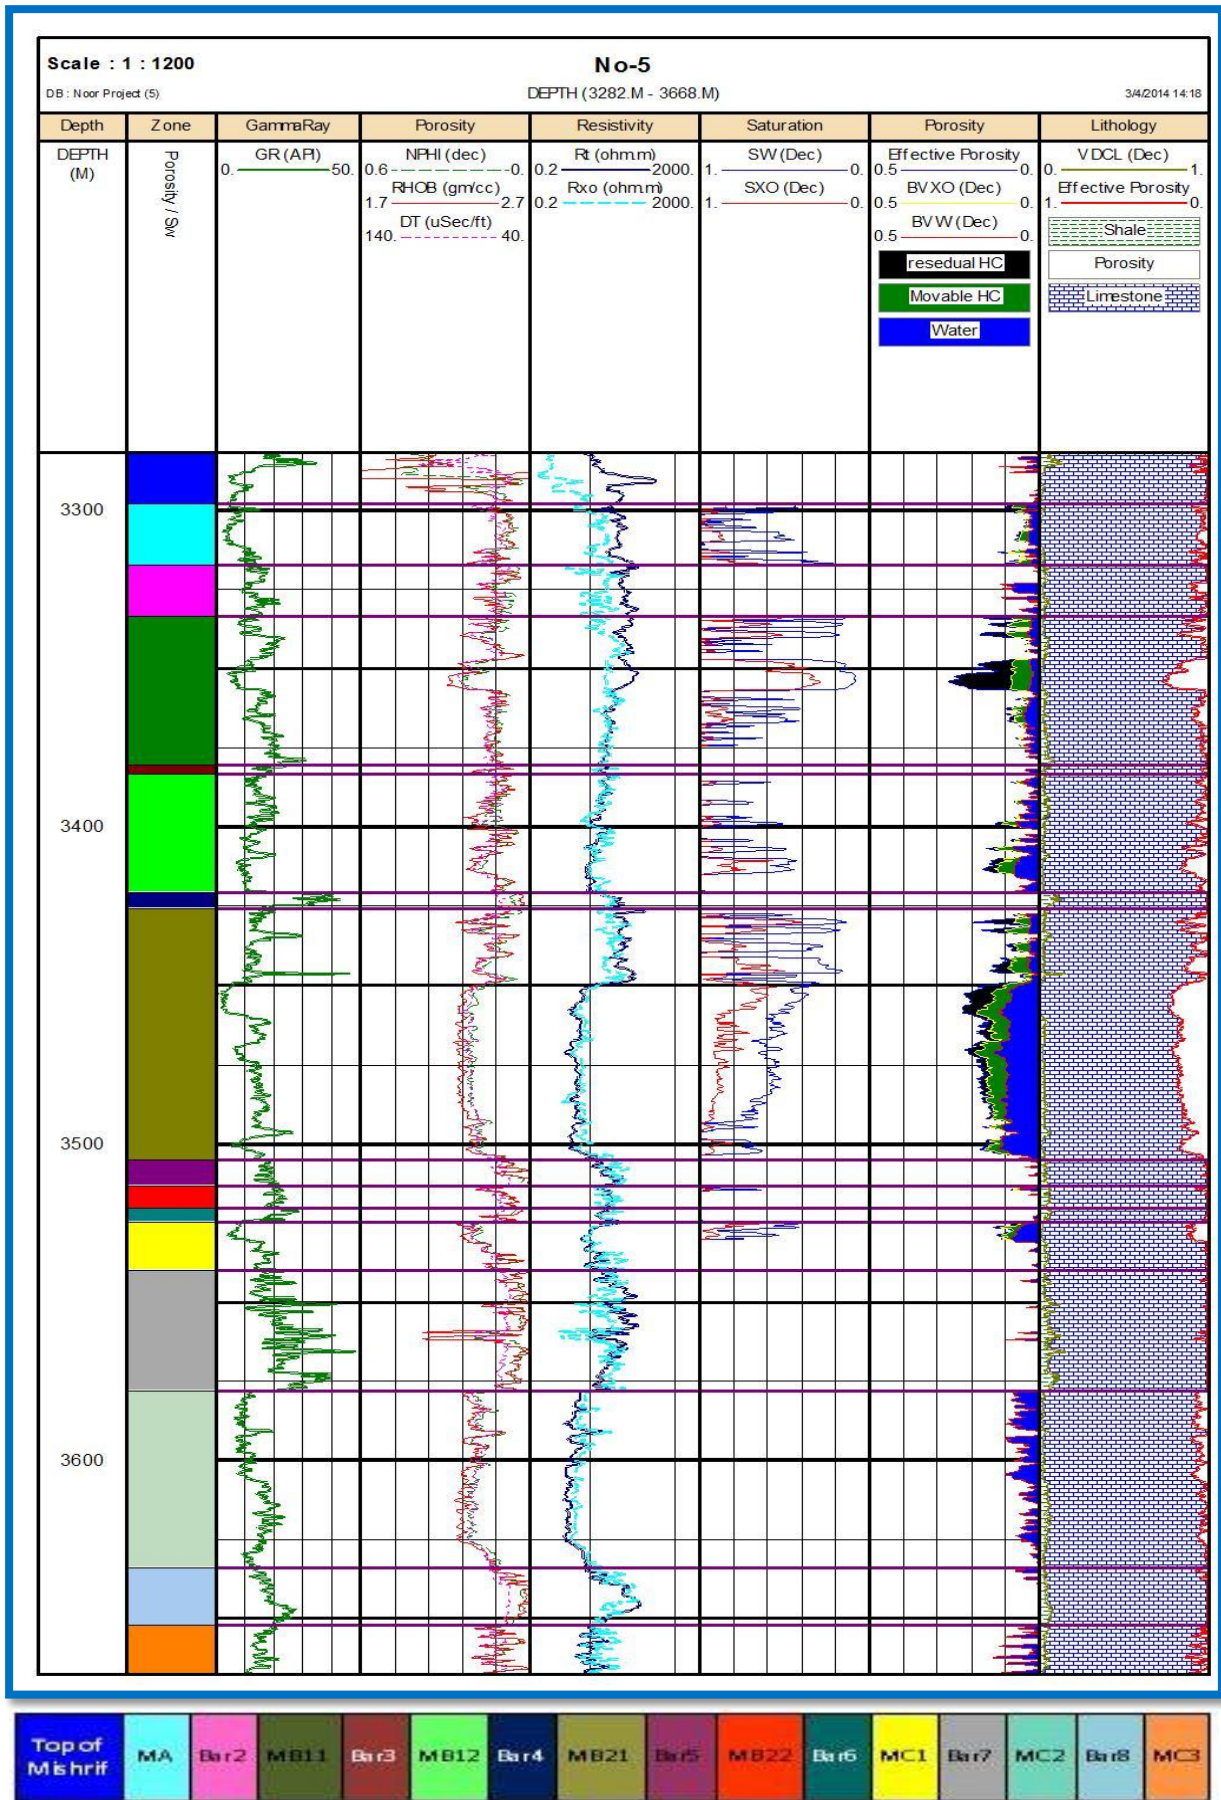 Scale : 1 : 1200
No-5
DB : Noor Project (5)
DEPTH (3282.M - 3668.M)
3/4/2014 14:18
Depth Zone GammaRay Porosity Resistivity Saturation Porosity Lithology
DEPTH (M)
Porosity / Sw
GR (API)
0. 50.
NPHI (dec)
0.6 -0.
RHOB (gm/cc)
1.7 2.7
DT (uSec/ft)
140. 40.
Rt (ohm.m)
0.2 2000.
Rxo (ohm.m)
0.2 2000.
SW (Dec)
1. 0.
SXO (Dec)
1. 0.
Effective Porosity
0.5 0.
BVXO (Dec)
0.5 0.
BVW (Dec)
0.5 0.
resedual HC
Movable HC
Water
VDCL (Dec)
0. 1.
Effective Porosity
1. 0.
Shale
Porosity
Limestone
3300
3400
3500
3600
Top of Mishrif MA Bar2 MB11 Bar3 MB12 Bar4 MB21 Bar5 MB22 Bar6 MC1 Bar7 MC2 Bar8 MC3